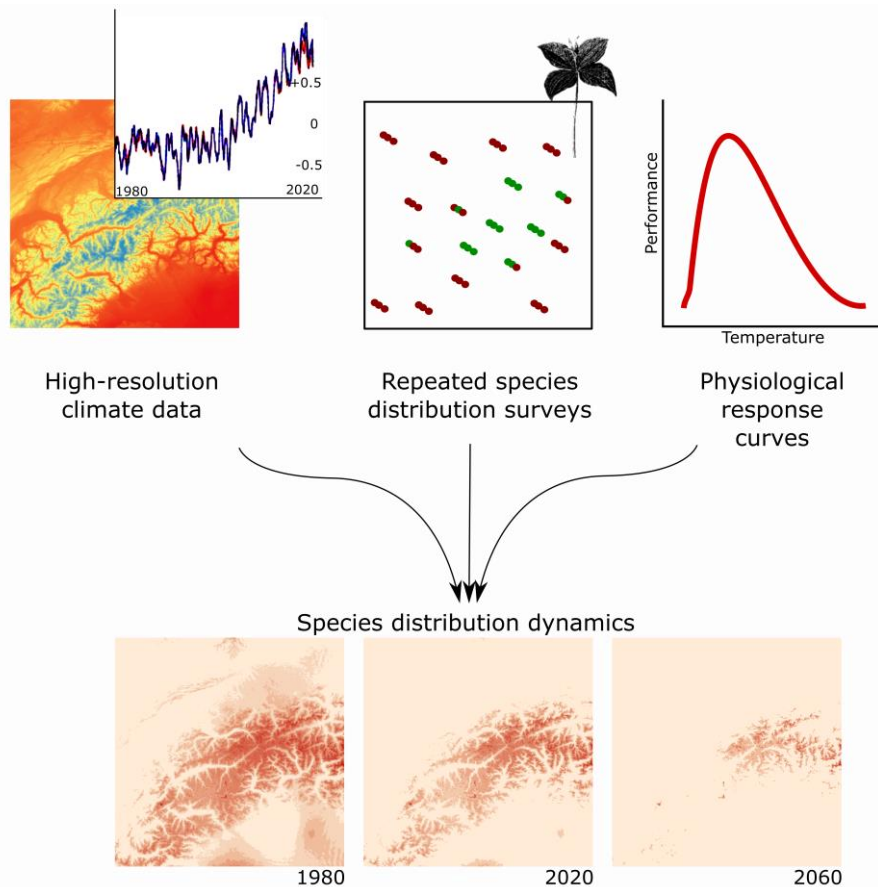 +0.5
0
-0.5
1980
2020
Performance
Temperature
High-resolution
climate data
Repeated species
distribution surveys
Physiological
response
curves
Species distribution dynamics
1980
2020
2060